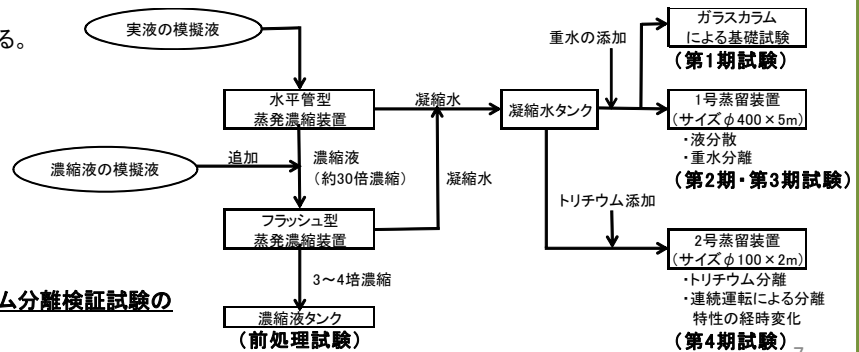 る。
実液の模擬液
水平管型
蒸発濃縮装置
凝縮水
凝縮水タンク
重水の添加
ガラスカラム
による基礎試験
(第1期試験)
1号蒸留装置
(サイズφ400×5m)
・液分散
・重水分離
(第2期・第3期試験)
濃縮液の模擬液
追加
濃縮液
(約30倍濃縮)
凝縮水
フラッシュ型
蒸発濃縮装置
トリチウム添加
2号蒸留装置
(サイズφ100×2m)
・トリチウム分離
・連続運転による分離
特性の経時変化
(第4期試験)
3~4倍濃縮
濃縮液タンク
(前処理試験)
ム分離検証試験の
7